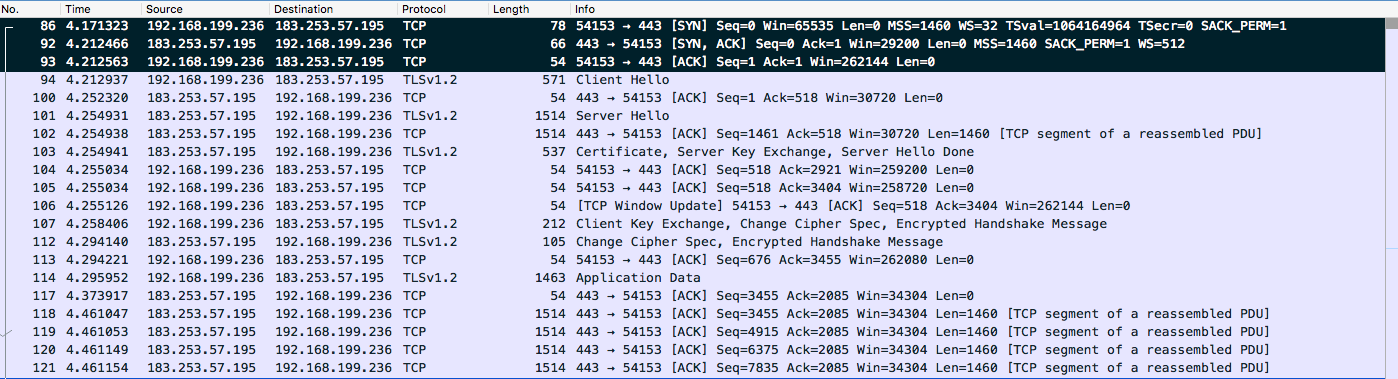 No. Time Source Destination Protocol Length Info
86 4.171323 192.168.199.236 183.253.57.195 TCP 78 54153 → 443 [SYN] Seq=0 Win=65535 Len=0 MSS=1460 WS=32 TSval=1064164964 TSecr=0 SACK_PERM=1
92 4.212466 183.253.57.195 192.168.199.236 TCP 66 443 → 54153 [SYN, ACK] Seq=0 Ack=1 Win=29200 Len=0 MSS=1460 SACK_PERM=1 WS=512
93 4.212563 192.168.199.236 183.253.57.195 TCP 54 54153 → 443 [ACK] Seq=1 Ack=1 Win=262144 Len=0
94 4.212937 192.168.199.236 183.253.57.195 TLSv1.2 571 Client Hello
100 4.252320 183.253.57.195 192.168.199.236 TCP 54 443 → 54153 [ACK] Seq=1 Ack=518 Win=30720 Len=0
101 4.254931 183.253.57.195 192.168.199.236 TLSv1.2 1514 Server Hello
102 4.254938 183.253.57.195 192.168.199.236 TCP 1514 443 → 54153 [ACK] Seq=1461 Ack=518 Win=30720 Len=1460 [TCP segment of a reassembled PDU]
103 4.254941 183.253.57.195 192.168.199.236 TLSv1.2 537 Certificate, Server Key Exchange, Server Hello Done
104 4.255034 192.168.199.236 183.253.57.195 TCP 54 54153 → 443 [ACK] Seq=518 Ack=2921 Win=259200 Len=0
105 4.255034 192.168.199.236 183.253.57.195 TCP 54 54153 → 443 [ACK] Seq=518 Ack=3404 Win=258720 Len=0
106 4.255126 192.168.199.236 183.253.57.195 TCP 54 [TCP Window Update] 54153 → 443 [ACK] Seq=518 Ack=3404 Win=262144 Len=0
107 4.258406 192.168.199.236 183.253.57.195 TLSv1.2 212 Client Key Exchange, Change Cipher Spec, Encrypted Handshake Message
112 4.294140 183.253.57.195 192.168.199.236 TLSv1.2 105 Change Cipher Spec, Encrypted Handshake Message
113 4.294221 192.168.199.236 183.253.57.195 TCP 54 54153 → 443 [ACK] Seq=676 Ack=3455 Win=262080 Len=0
114 4.295952 192.168.199.236 183.253.57.195 TLSv1.2 1463 Application Data
117 4.373917 183.253.57.195 192.168.199.236 TCP 54 443 → 54153 [ACK] Seq=3455 Ack=2085 Win=34304 Len=0
118 4.461047 183.253.57.195 192.168.199.236 TCP 1514 443 → 54153 [ACK] Seq=3455 Ack=2085 Win=34304 Len=1460 [TCP segment of a reassembled PDU]
119 4.461053 183.253.57.195 192.168.199.236 TCP 1514 443 → 54153 [ACK] Seq=4915 Ack=2085 Win=34304 Len=1460 [TCP segment of a reassembled PDU]
120 4.461149 183.253.57.195 192.168.199.236 TCP 1514 443 → 54153 [ACK] Seq=6375 Ack=2085 Win=34304 Len=1460 [TCP segment of a reassembled PDU]
121 4.461154 183.253.57.195 192.168.199.236 TCP 1514 443 → 54153 [ACK] Seq=7835 Ack=2085 Win=34304 Len=1460 [TCP segment of a reassembled PDU]